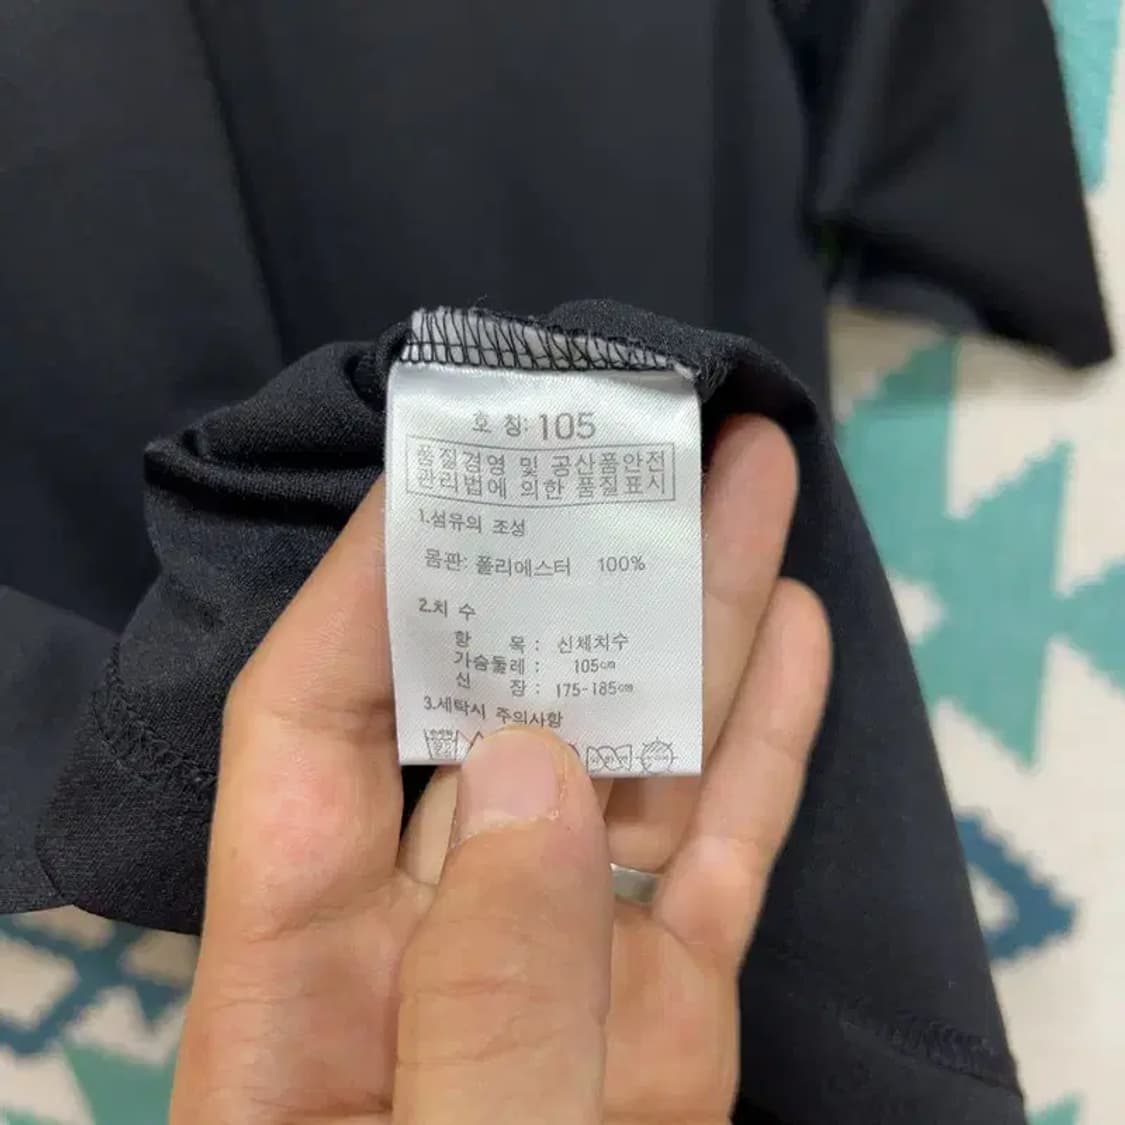 호 칭: 105
품질경영 및 공산품안전
관리법에 의한 품질표시
1.섬유의 조성
몸판: 폴리에스터 100%
2.치 수
항 목 : 신체치수
가슴둘레 : 105cm
신 장 : 175-185cm
3.세탁시 주의사항